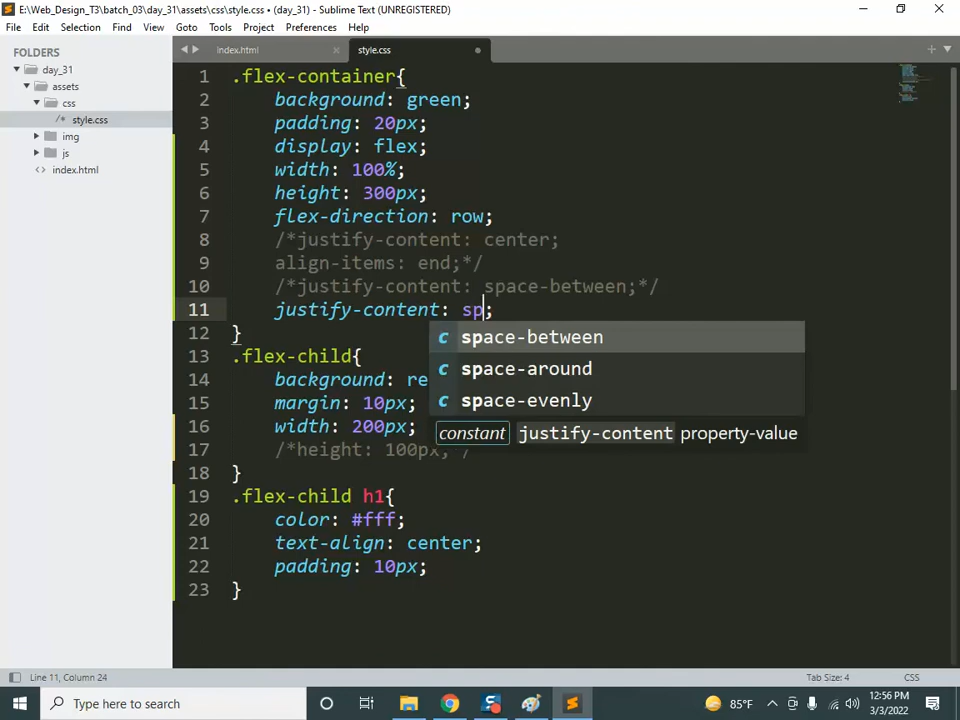 E:\Web_Design_T3\batch_03\day_31\assets\css\style.css • (day_31) - Sublime Text (UNREGISTERED)
File Edit Selection Find View Goto Tools Project Preferences Help
FOLDERS
day_31
assets
css
/* style.css
img
js
<> index.html
index.html
style.css
1 .flex-container{
2 background: green;
3 padding: 20px;
4 display: flex;
5 width: 100%;
6 height: 300px;
7 flex-direction: row;
8 /*justify-content: center;
9 align-items: end;*/
10 /*justify-content: space-between;*/
11 justify-content: sp;
12 }
c space-between
c space-around
c space-evenly
constant justify-content property-value
13 .flex-child{
14 background: re
15 margin: 10px;
16 width: 200px;
17 /*height: 100px;*/
18 }
19 .flex-child h1{
20 color: #fff;
21 text-align: center;
22 padding: 10px;
23 }
Line 11, Column 24
Tab Size: 4
CSS
Type here to search
85°F
12:56 PM
3/3/2022